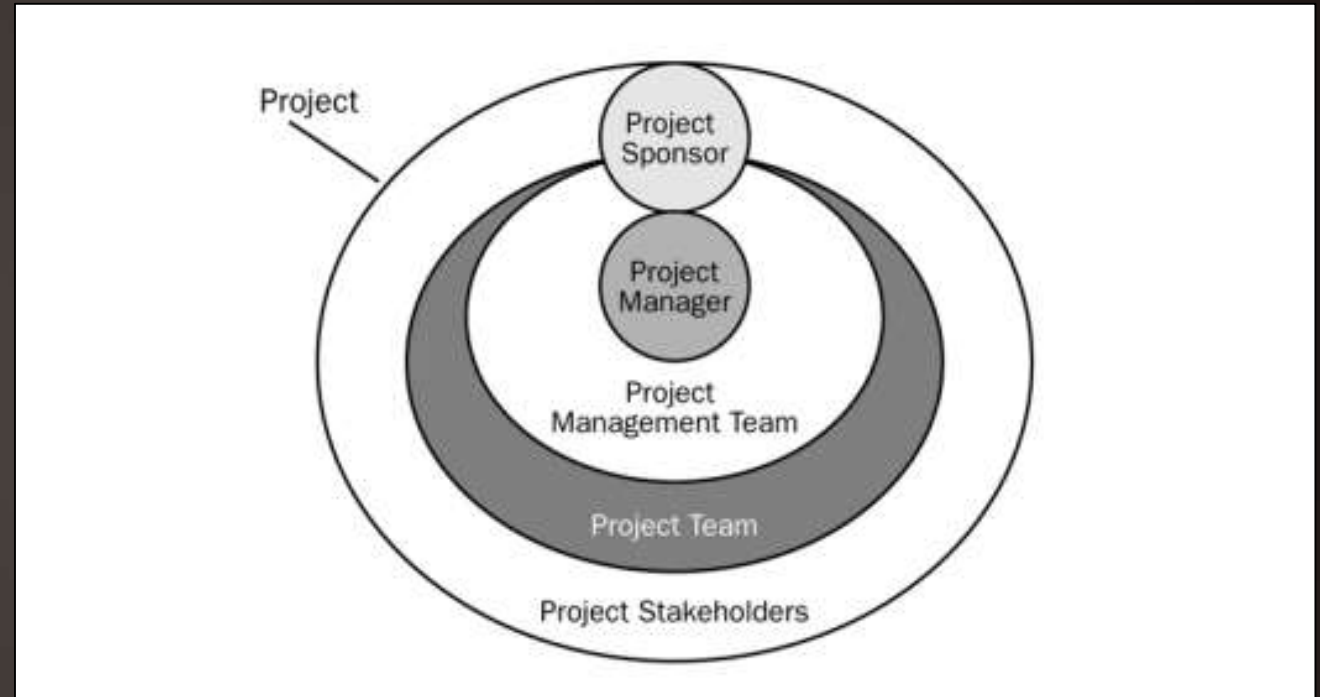 Project
Project
Sponsor
Project
Manager
Project
Management Team
Project Team
Project Stakeholders